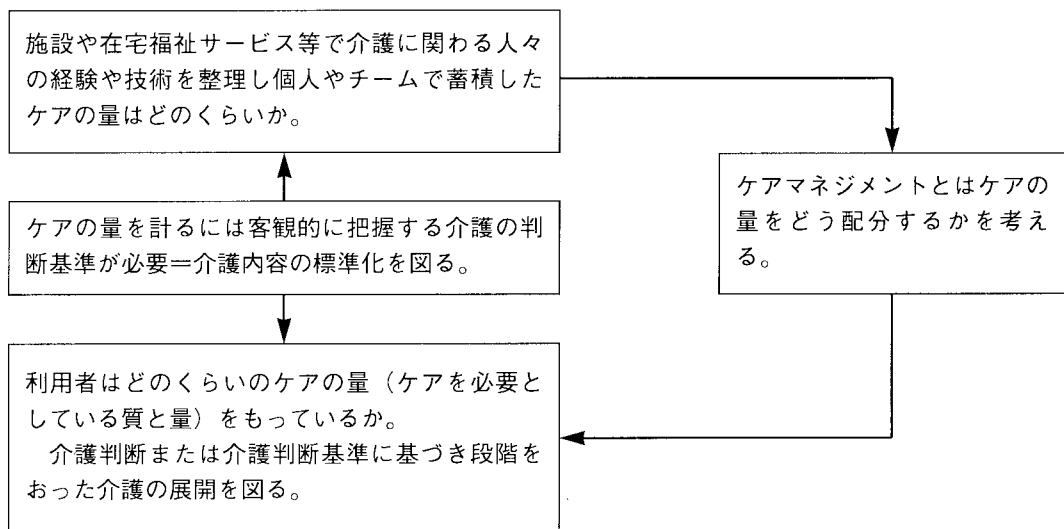 施設や在宅福祉サービス等で介護に関わる人々
の経験や技術を整理し個人やチームで蓄積した
ケアの量はどのくらいか。
ケアマネジメントとはケアの
量をどう配分するかを考え
る。
ケアの量を計るには客観的に把握する介護の判
断基準が必要＝介護内容の標準化を図る。
利用者はどのくらいのケアの量（ケアを必要と
している質と量）をもっているか。
　介護判断または介護判断基準に基づき段階を
おった介護の展開を図る。